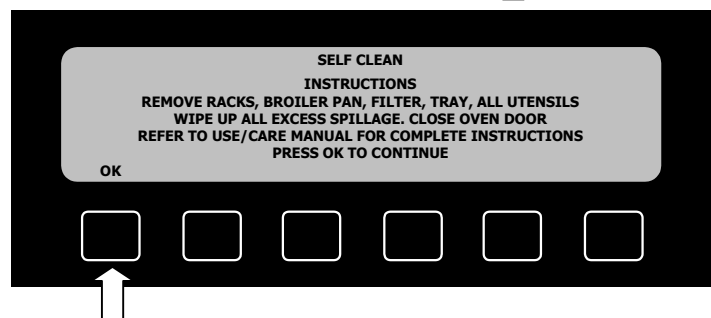 SELF CLEAN
INSTRUCTIONS
REMOVE RACKS, BROILER PAN, FILTER, TRAY, ALL UTENSILS
WIPE UP ALL EXCESS SPILLAGE. CLOSE OVEN DOOR
REFER TO USE/CARE MANUAL FOR COMPLETE INSTRUCTIONS
PRESS OK TO CONTINUE
OK